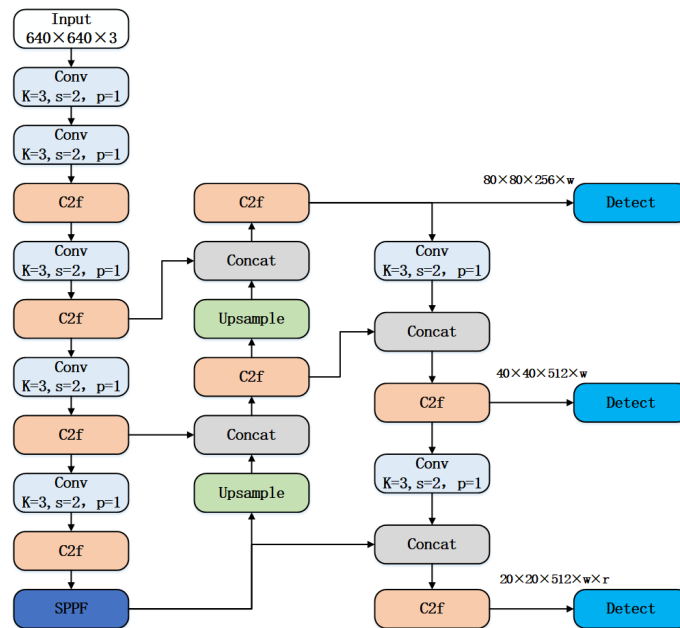 Input
640×640×3
Conv
K=3,s=2, p=1
Conv
K=3,s=2, p=1
C2f
Conv
K=3,s=2, p=1
C2f
Conv
K=3,s=2, p=1
C2f
Conv
K=3,s=2, p=1
C2f
SPPF
C2f
Concat
Upsample
C2f
Concat
Upsample
80×80×256×w
Detect
Conv
K=3,s=2, p=1
Concat
40×40×512×w
C2f
Detect
Conv
K=3,s=2, p=1
Concat
20×20×512×w×r
C2f
Detect